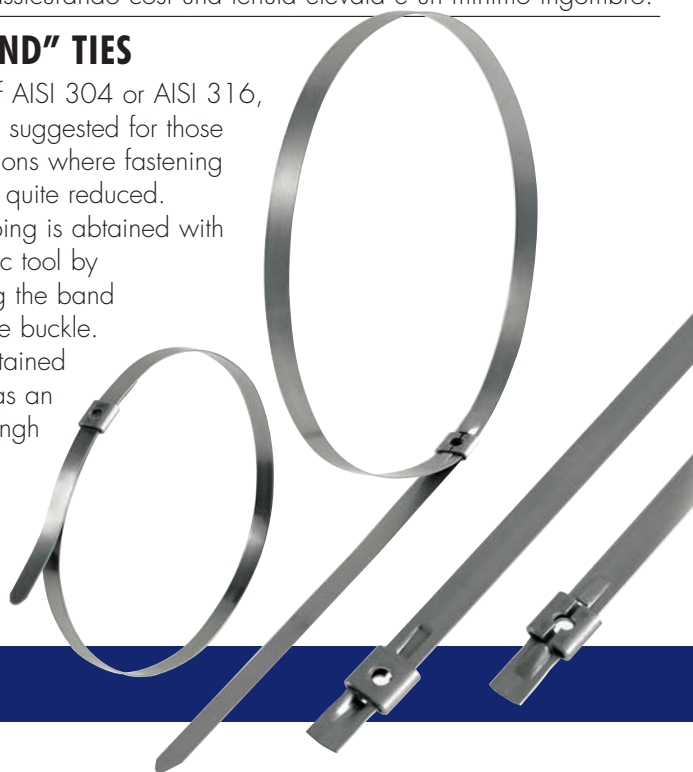 assicurando così una tenuta elevata e un minimo ingombro.
ND” TIES
AISI 304 or AISI 316,
suggested for those
ons where fastening
quite reduced.
ing is abtained with
c tool by
g the band
e buckle.
tained
as an
ngh